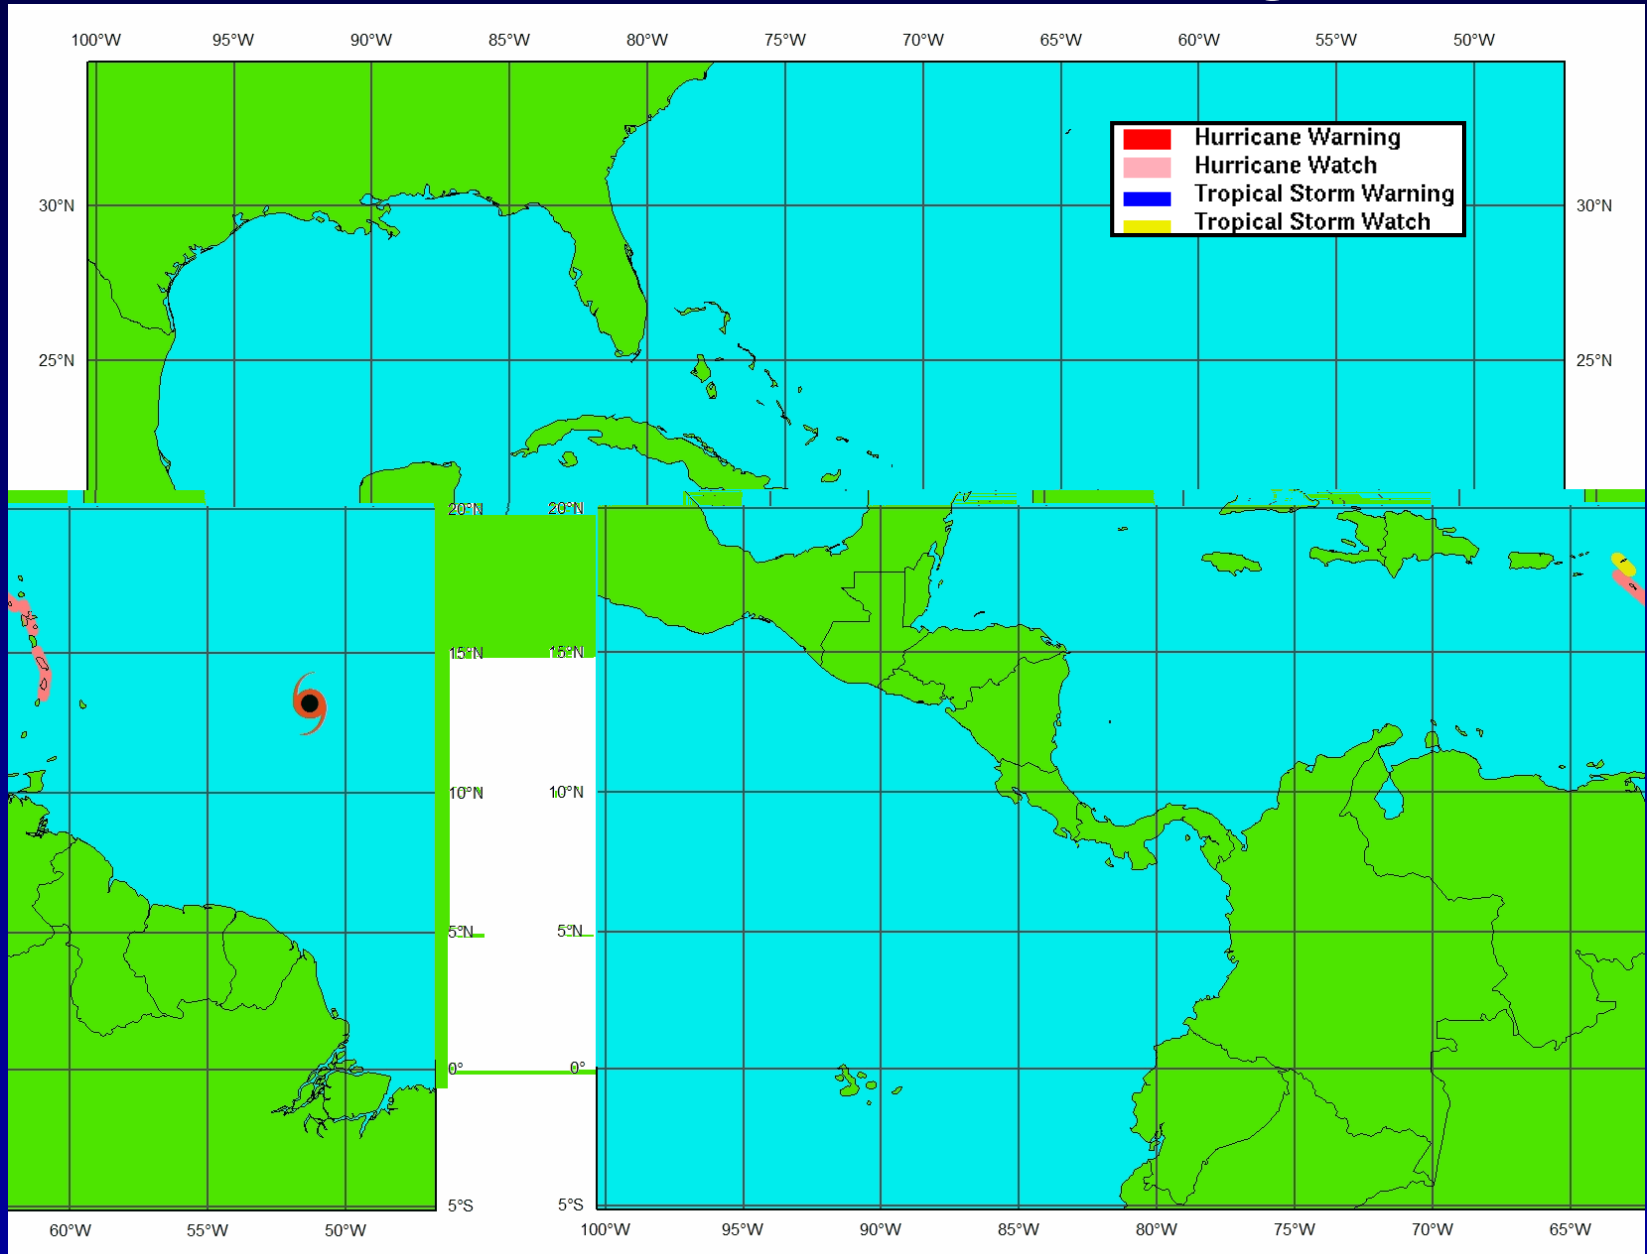 100°W 95°W 90°W 85°W 80°W 75°W 70°W 65°W 60°W 55°W 50°W
Hurricane Warning
Hurricane Watch
Tropical Storm Warning
Tropical Storm Watch
30°N 30°N
25°N 25°N
20°N 20°N
15°N 15°N
10°N 10°N
5°N 5°N
0° 0°
5°S 5°S
60°W 55°W 50°W 100°W 95°W 90°W 85°W 80°W 75°W 70°W 65°W